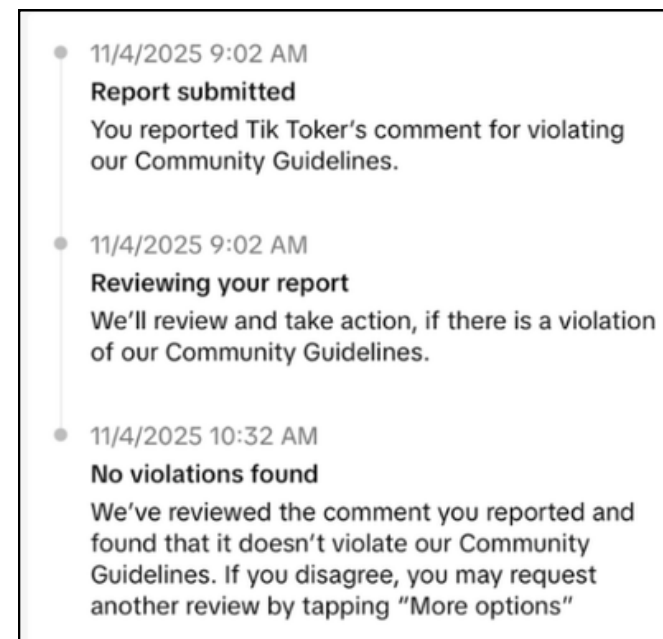 11/4/2025 9:02 AM
Report submitted
You reported Tik Toker’s comment for violating
our Community Guidelines.
11/4/2025 9:02 AM
Reviewing your report
We’ll review and take action, if there is a violation
of our Community Guidelines.
11/4/2025 10:32 AM
No violations found
We’ve reviewed the comment you reported and
found that it doesn’t violate our Community
Guidelines. If you disagree, you may request
another review by tapping “More options”